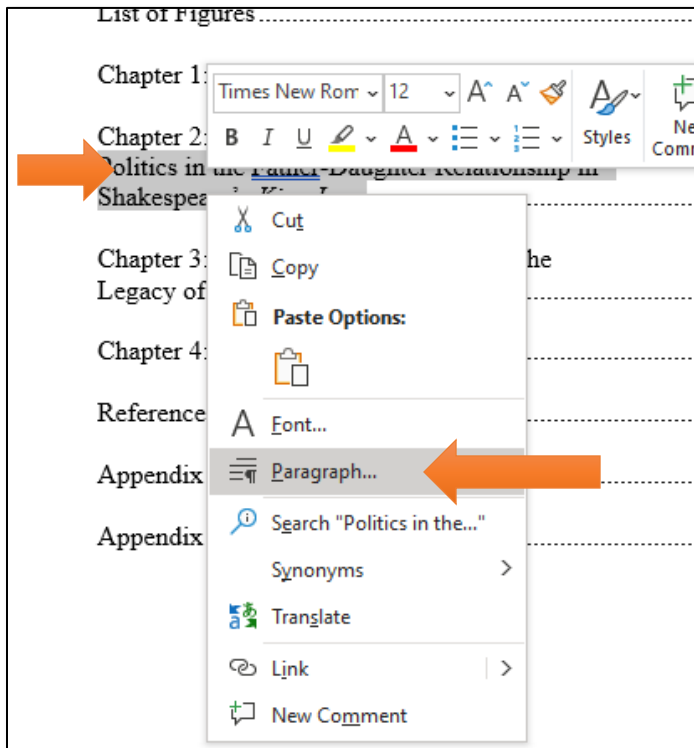 List of Figures
Chapter 1:
Times New Rom 12 A A
Chapter 2: B I U A Styles
Politics in the Father-Daughter Relationship in
Shakespea
Cut
Chapter 3: Copy he
Legacy of
Paste Options:
Chapter 4:
Reference
Font...
Appendix Paragraph...
Search "Politics in the..."
Appendix
Synonyms
Translate
Link
New Comment